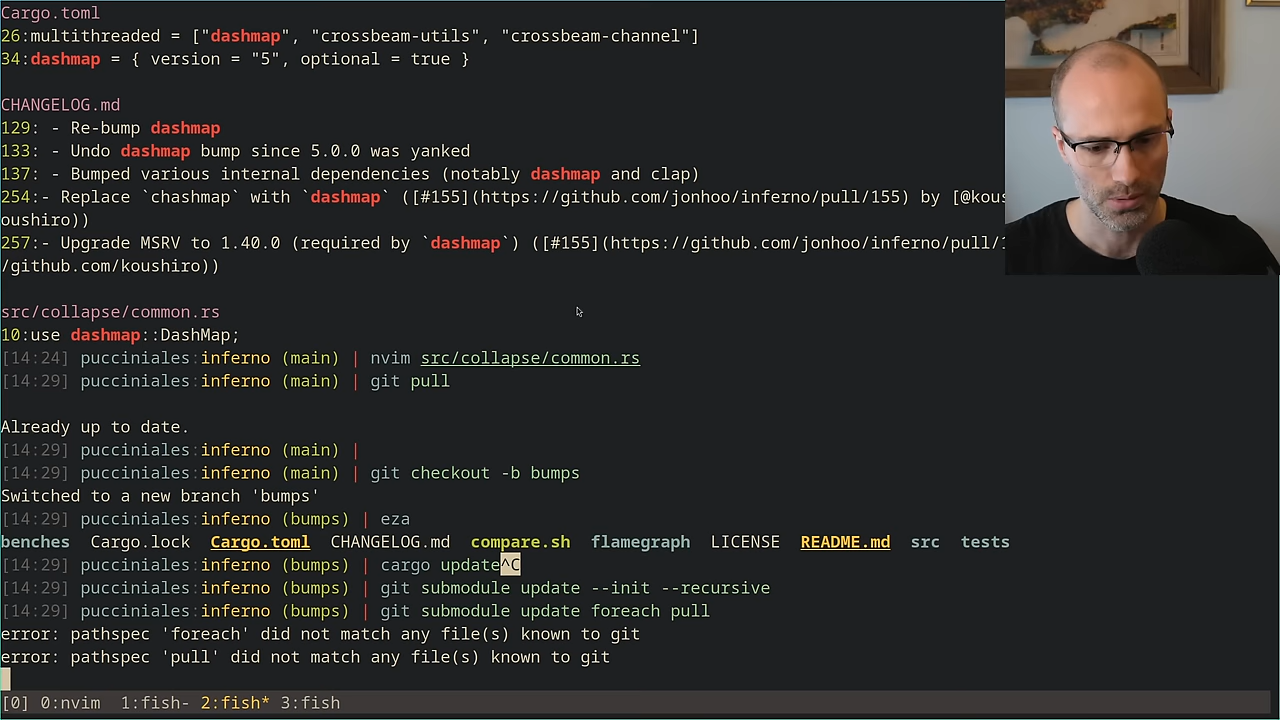 Cargo.toml
26:multithreaded = ["dashmap", "crossbeam-utils", "crossbeam-channel"]
34:dashmap = { version = "5", optional = true }
CHANGELOG.md
129: - Re-bump dashmap
133: - Undo dashmap bump since 5.0.0 was yanked
137: - Bumped various internal dependencies (notably dashmap and clap)
254:- Replace `chashmap` with `dashmap` ([#155](https://github.com/jonhoo/inferno/pull/155) by [@kous
oushiro))
257:- Upgrade MSRV to 1.40.0 (required by `dashmap`) ([#155](https://github.com/jonhoo/inferno/pull/
/github.com/koushiro))
src/collapse/common.rs
10:use dashmap::DashMap;
[14:24] pucciniales:inferno (main) | nvim src/collapse/common.rs
[14:29] pucciniales:inferno (main) | git pull
Already up to date.
[14:29] pucciniales:inferno (main) |
[14:29] pucciniales:inferno (main) | git checkout -b bumps
Switched to a new branch 'bumps'
[14:29] pucciniales:inferno (bumps) | eza
benches  Cargo.lock  Cargo.toml  CHANGELOG.md  compare.sh  flamegraph  LICENSE  README.md  src  tests
[14:29] pucciniales:inferno (bumps) | cargo update^C
[14:29] pucciniales:inferno (bumps) | git submodule update --init --recursive
[14:29] pucciniales:inferno (bumps) | git submodule update foreach pull
error: pathspec 'foreach' did not match any file(s) known to git
error: pathspec 'pull' did not match any file(s) known to git
[0] 0:nvim  1:fish- 2:fish* 3:fish